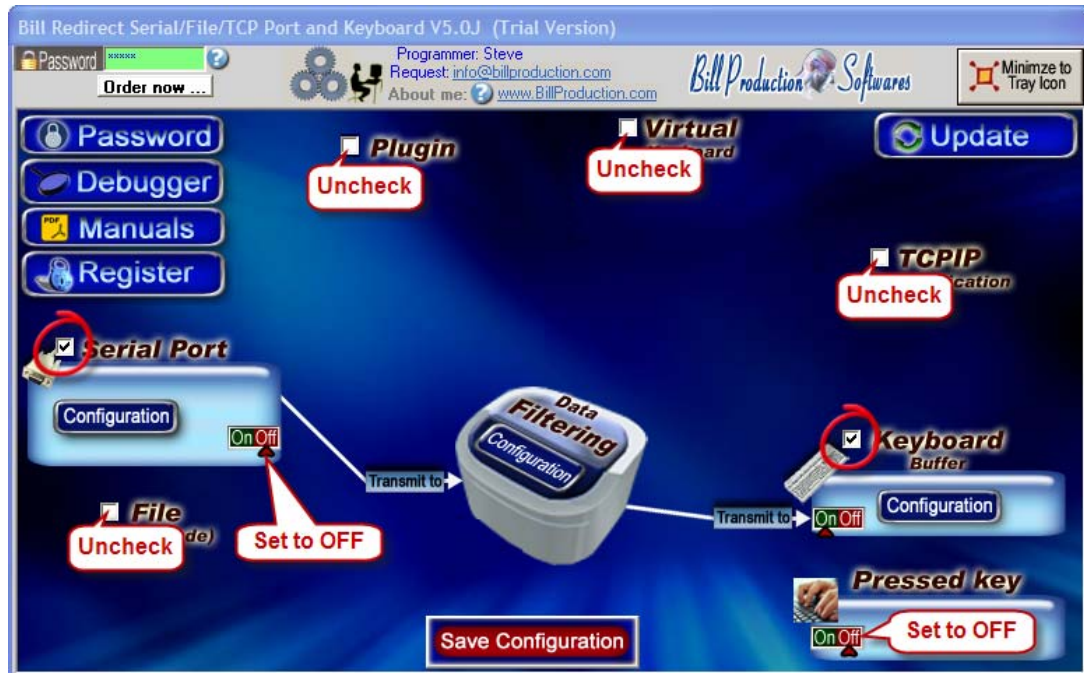 Bill Redirect Serial/File/TCP Port and Keyboard V5.0J (Trial Version)
Password xxxxx
Order now ...
Programmer: Steve
Request: info@billproduction.com
About me: www.BillProduction.com
Bill Production Softwares
Minimze to
Tray Icon
Password
Debugger
Manuals
Register
Plugin
Uncheck
Virtual
Uncheck
Update
TCPIP
Uncheck
Serial Port
Configuration
On Off
Set to OFF
Transmit to
Data
Filtering
Configuration
Transmit to
Keyboard
Buffer
Configuration
On Off
File
Uncheck
Pressed key
On Off
Set to OFF
Save Configuration